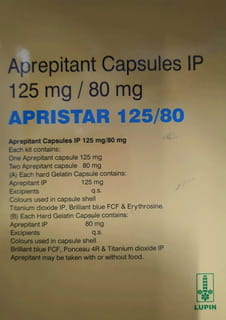 Aprepitant Capsules IP
125 mg / 80 mg
APRISTAR 125/80
Aprepitant Capsules IP 125 mg/80 mg
Each kit contains:
One Aprepitant capsule 125 mg
Two Aprepitant capsule 80 mg
(A) Each Hard Gelatin Capsule contains:
Aprepitant IP 125 mg
Excipients q.s.
Colours used in capsule shell
Titanium dioxide IP, Brilliant blue FCF & Erythrosine.
(B) Each Hard Gelatin Capsule contains:
Aprepitant IP 80 mg
Excipients q.s.
Colours used in capsule shell
Brilliant blue FCF, Ponceau 4R & Titanium dioxide IP
Aprepitant may be taken with or without food.
LUPIN